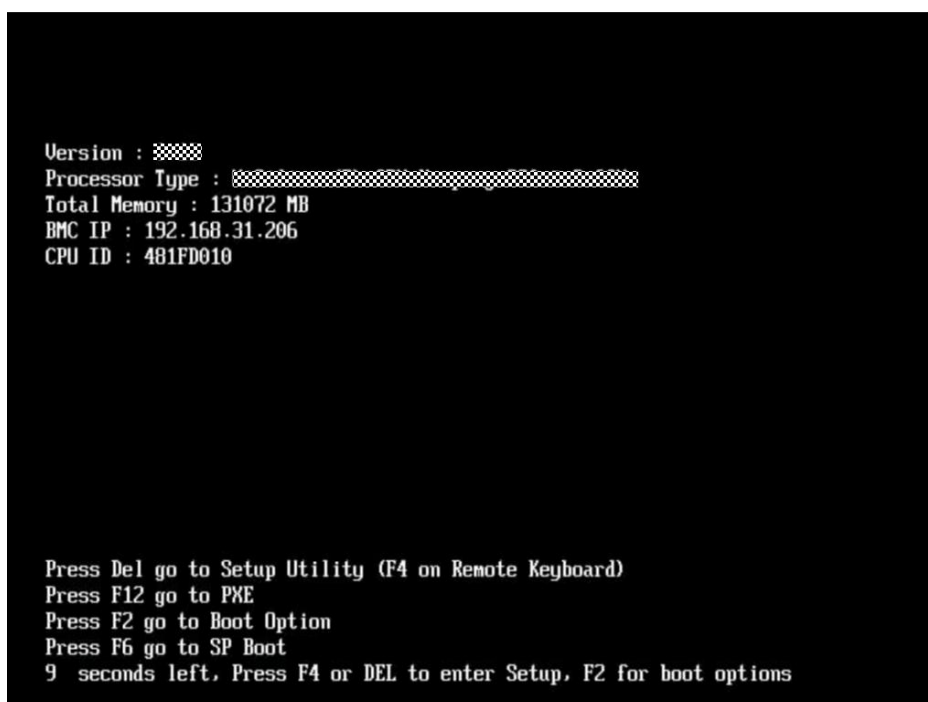 Version :
Processor Type :
Total Memory : 131072 MB
BMC IP : 192.168.31.206
CPU ID : 481FD010
Press Del go to Setup Utility (F4 on Remote Keyboard)
Press F12 go to PXE
Press F2 go to Boot Option
Press F6 go to SP Boot
9 seconds left, Press F4 or DEL to enter Setup, F2 for boot options